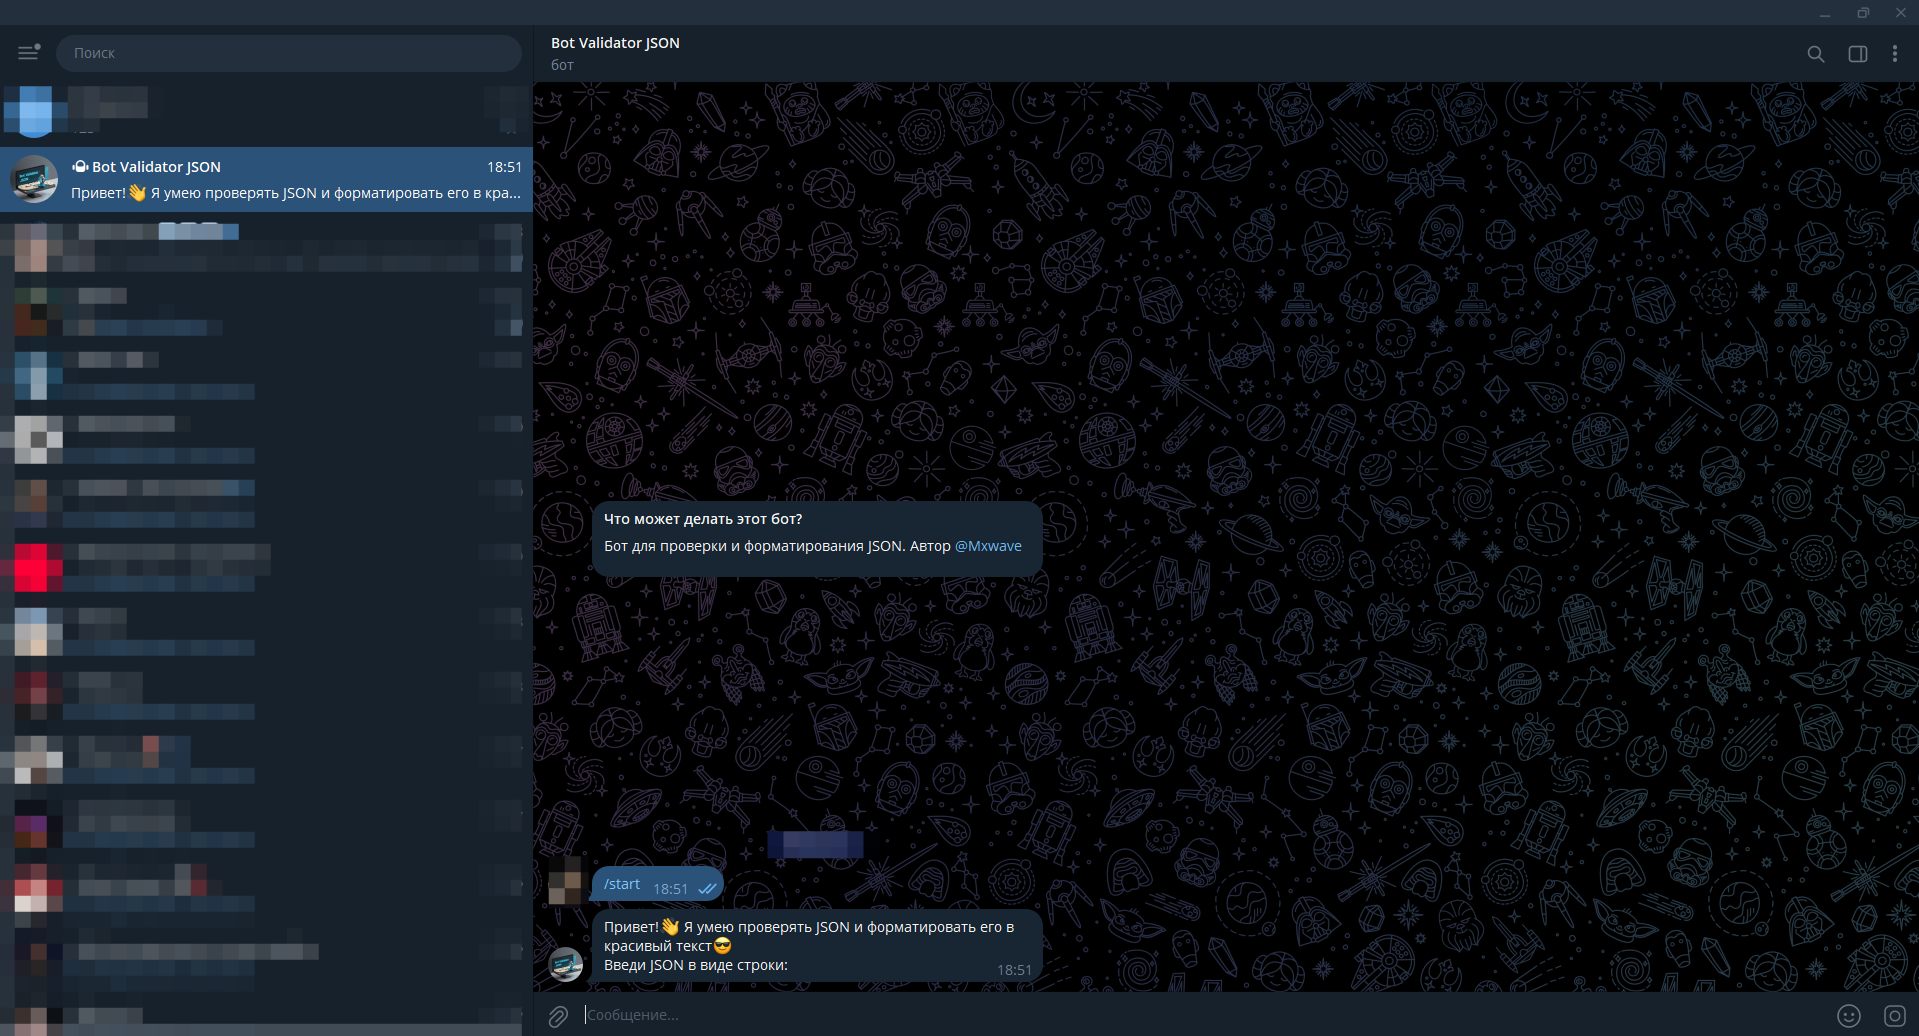 Поиск
Bot Validator JSON
18:51
Привет!👋 Я умею проверять JSON и форматировать его в кра...
Bot Validator JSON
бот
Что может делать этот бот?
Бот для проверки и форматирования JSON. Автор @Mxwave
/start 18:51
Привет!👋 Я умею проверять JSON и форматировать его в
красивый текст😎
Введи JSON в виде строки:
18:51
Сообщение...